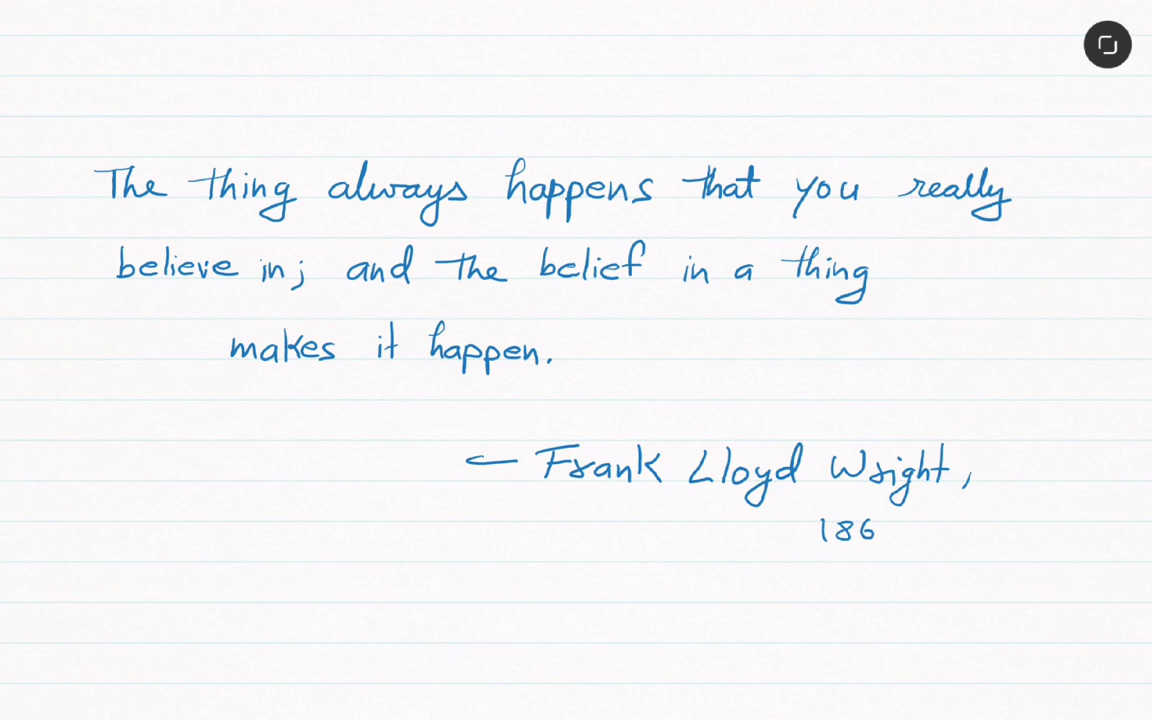 The thing always happens that you really
believe in; and the belief in a thing
makes it happen.
— Frank Lloyd Wright,
186